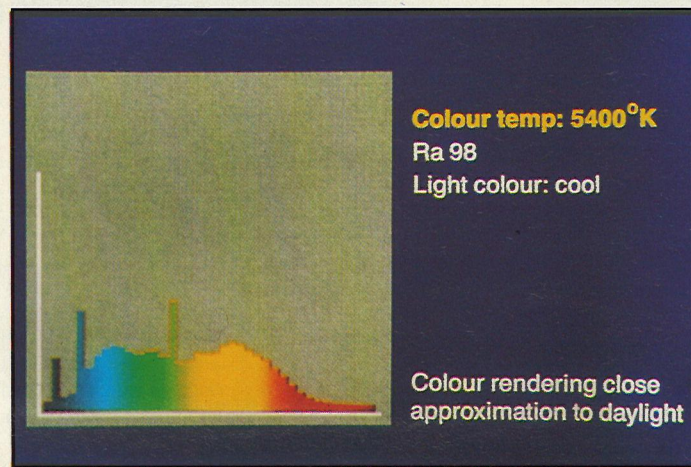 Colour temp: 5400°K
Ra 98
Light colour: cool
Colour rendering close
approximation to daylight